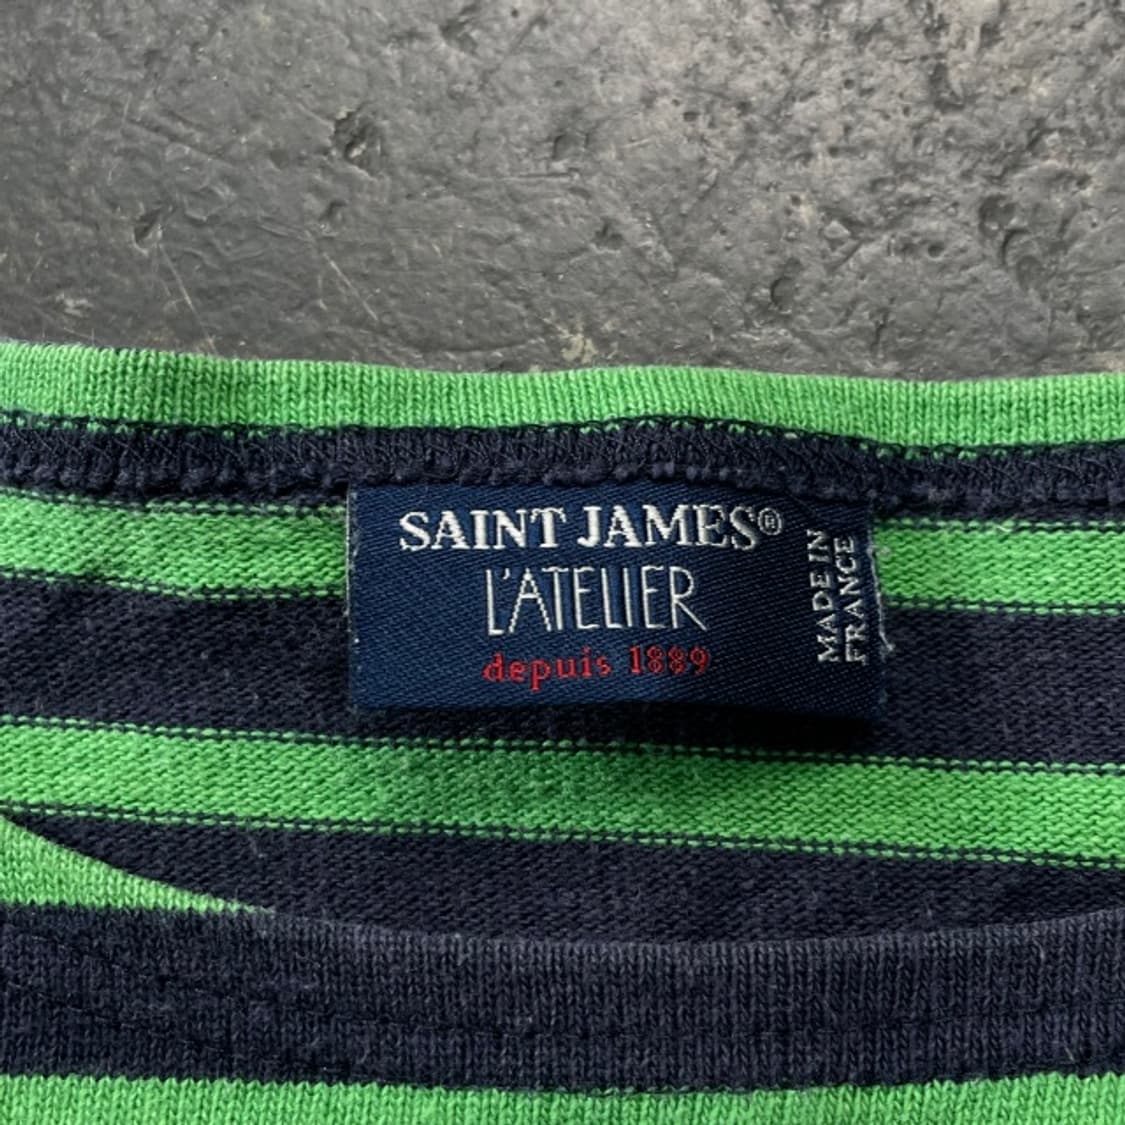 SAINT JAMES®
L'ATELIER
depuis 1889
MADE IN
FRANCE